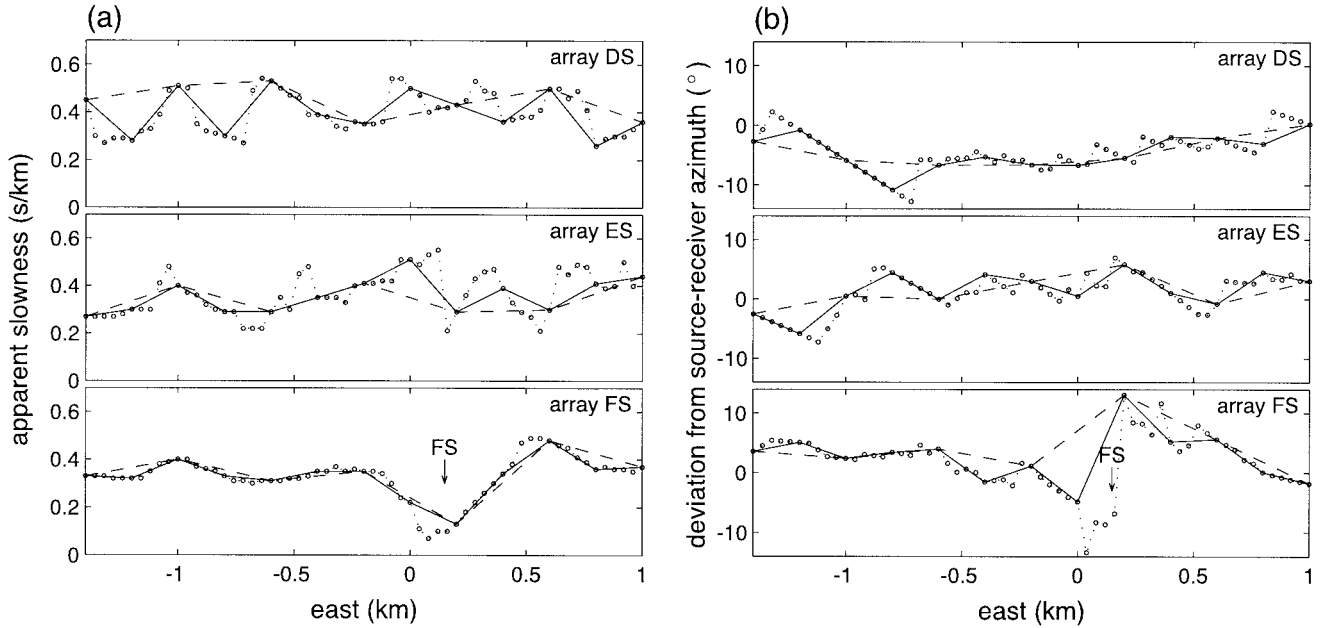 (a)
array DS
0.6
0.4
0.2
0
array ES
0.6
0.4
0.2
0
array FS
0.6
0.4
0.2
0
FS
-1
-0.5
0
0.5
1
apparent slowness (s/km)
east (km)
(b)
array DS
10
0
-10
array ES
10
0
-10
array FS
10
0
-10
FS
-1
-0.5
0
0.5
1
deviation from source-receiver azimuth (°)
east (km)